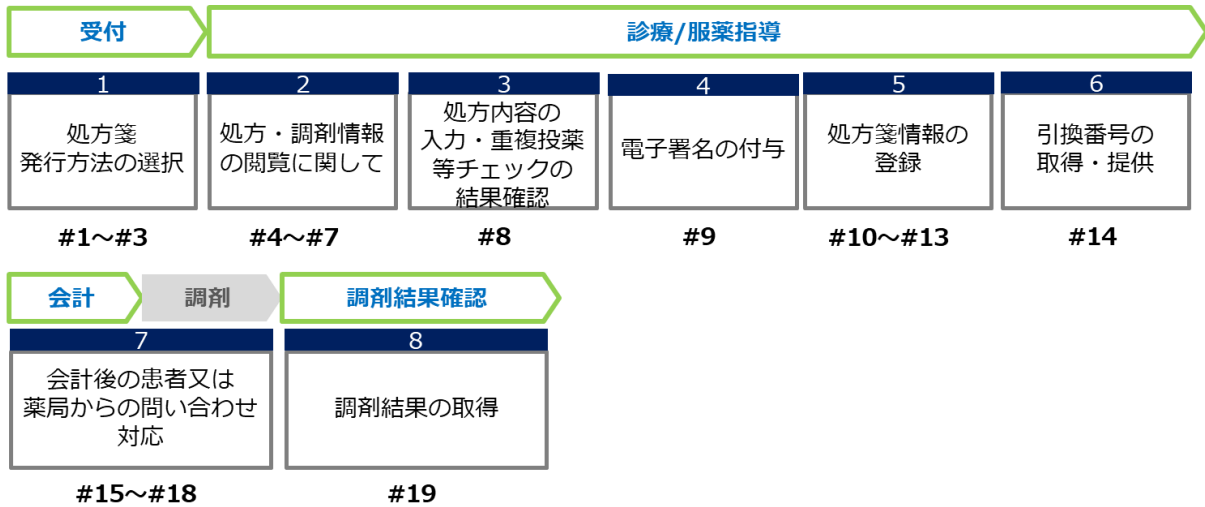 受付
診療/服薬指導
1
処方箋
発行方法の選択
#1～#3
2
処方・調剤情報
の閲覧に関して
#4～#7
3
処方内容の
入力・重複投薬
等チェックの
結果確認
#8
4
電子署名の付与
#9
5
処方箋情報の
登録
#10～#13
6
引換番号の
取得・提供
#14
会計
調剤
調剤結果確認
7
会計後の患者又は
薬局からの問い合わせ
対応
#15～#18
8
調剤結果の取得
#19